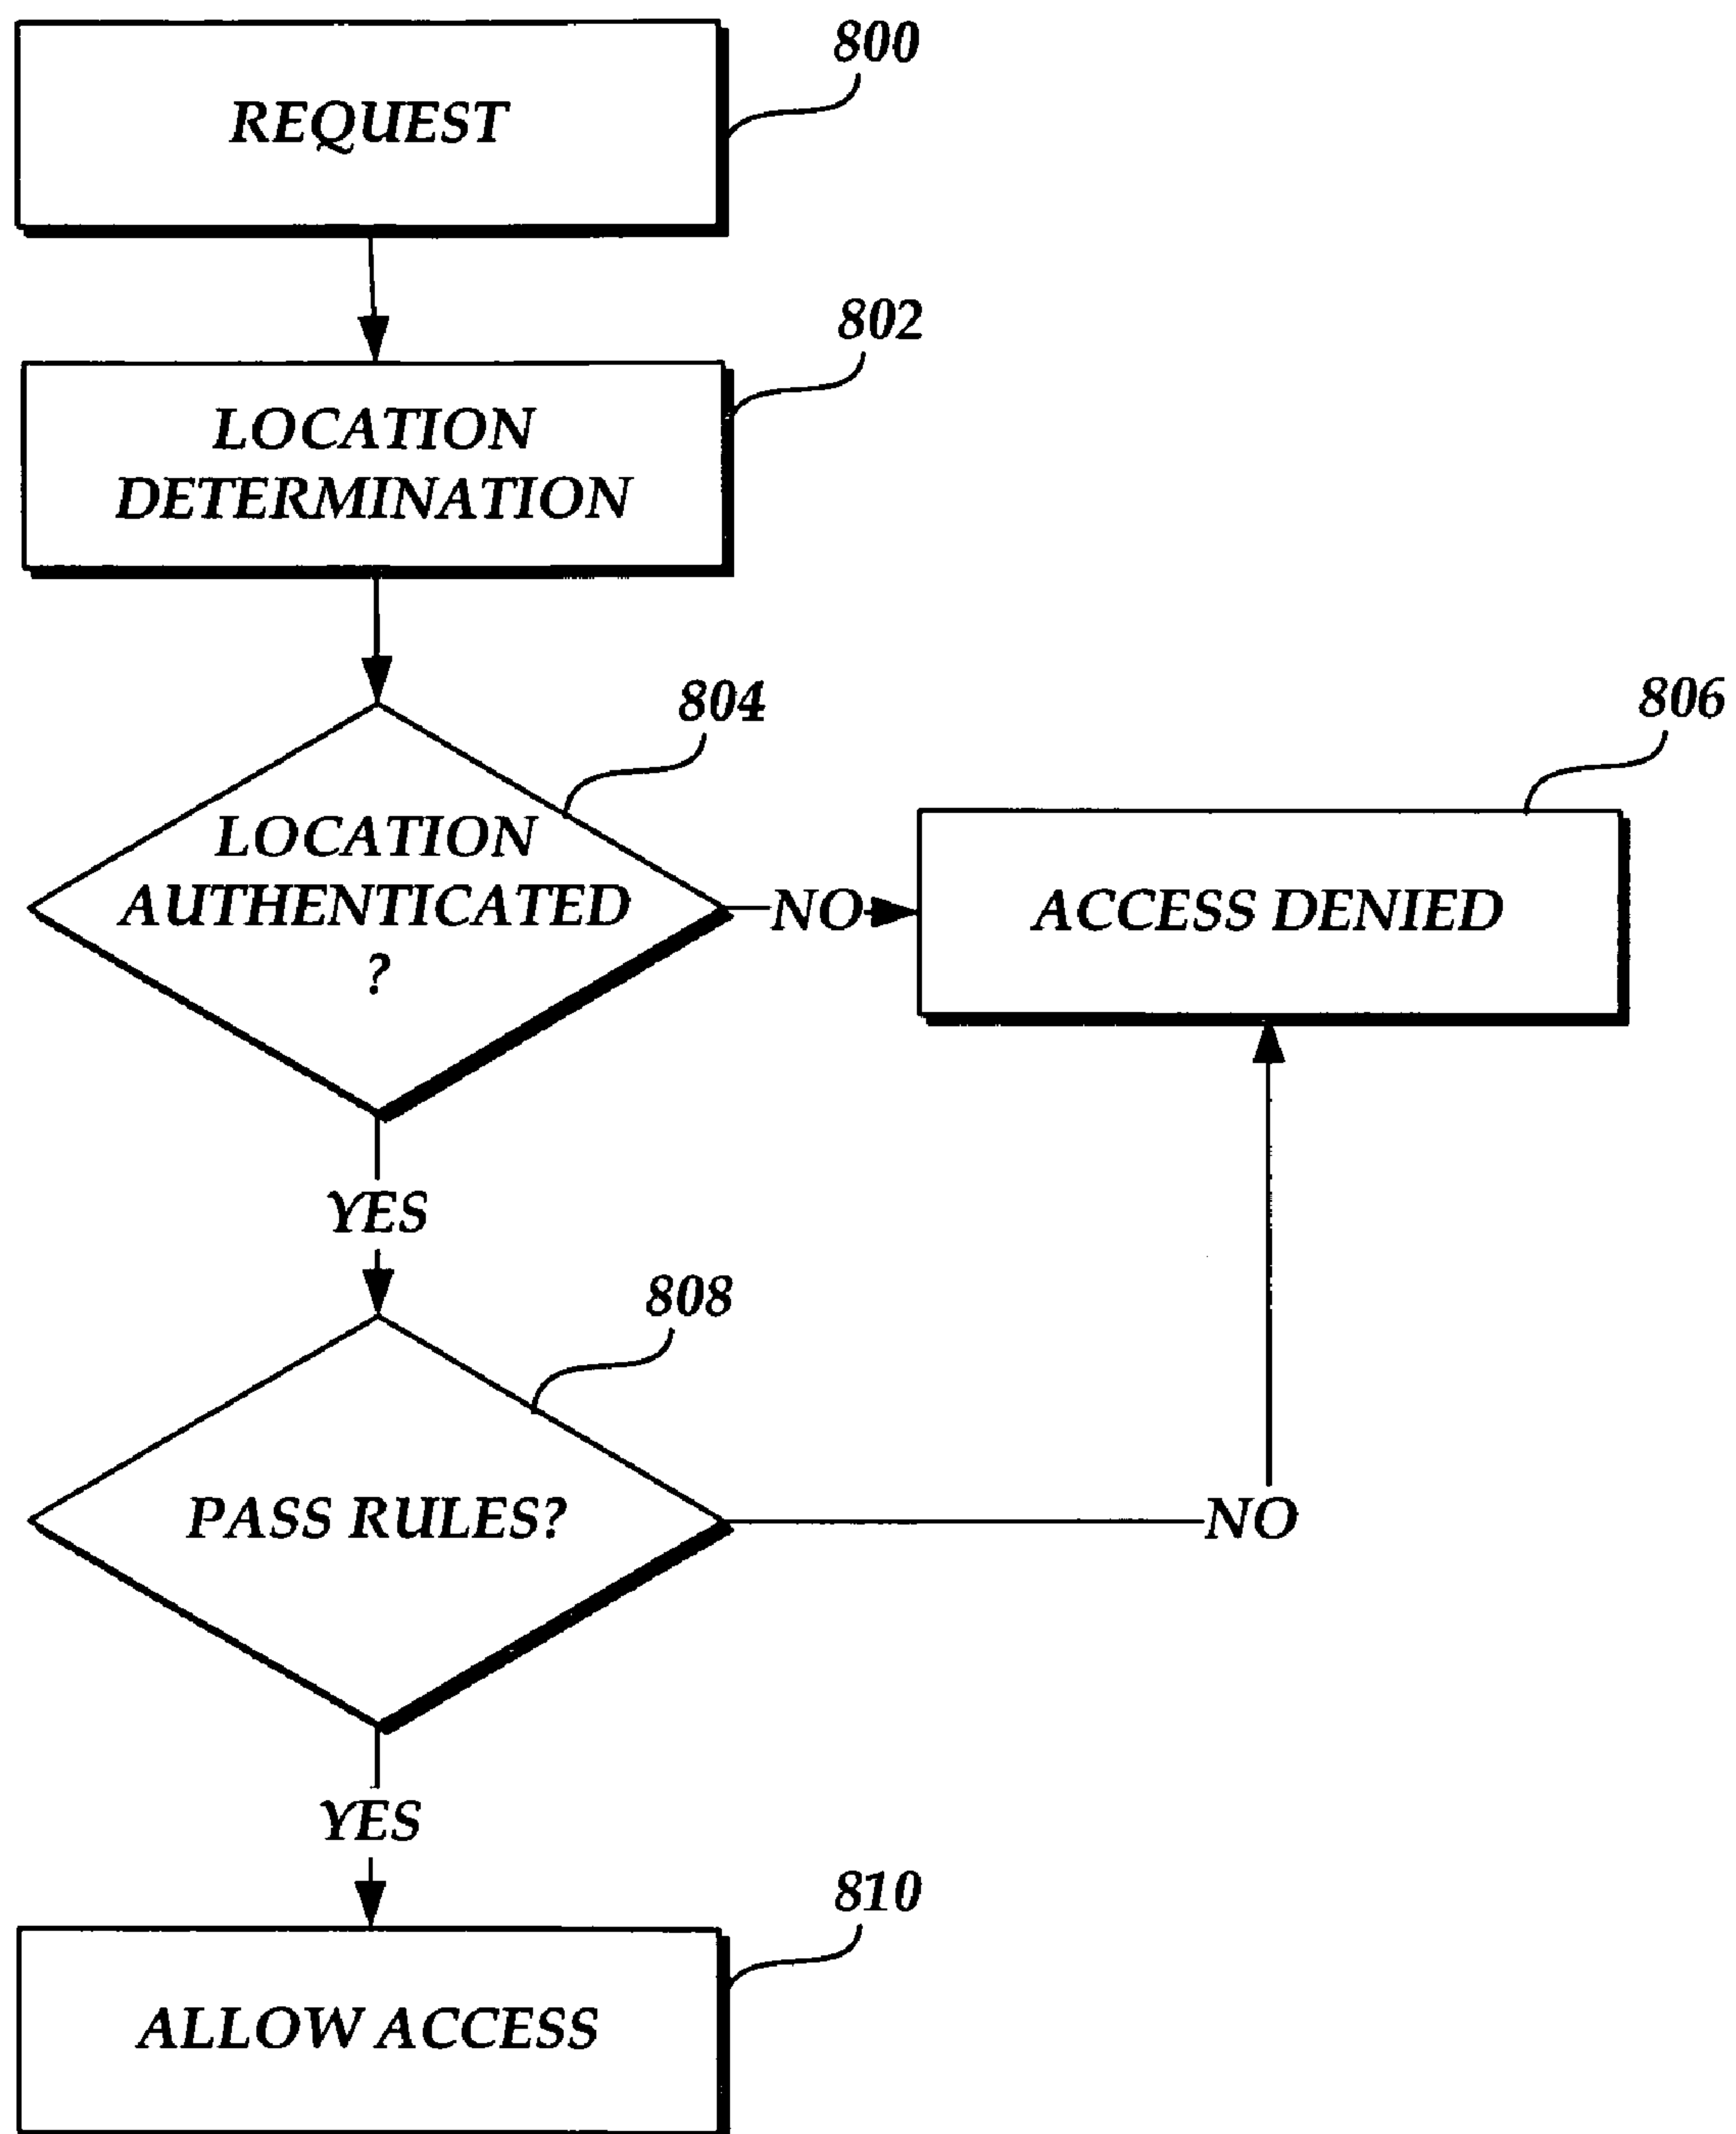 800
REQUEST
802
LOCATION
DETERMINATION
804
806
LOCATION
AUTHENTICATED
?
NO
ACCESS DENIED
YES
808
PASS RULES?
NO
YES
810
ALLOW ACCESS